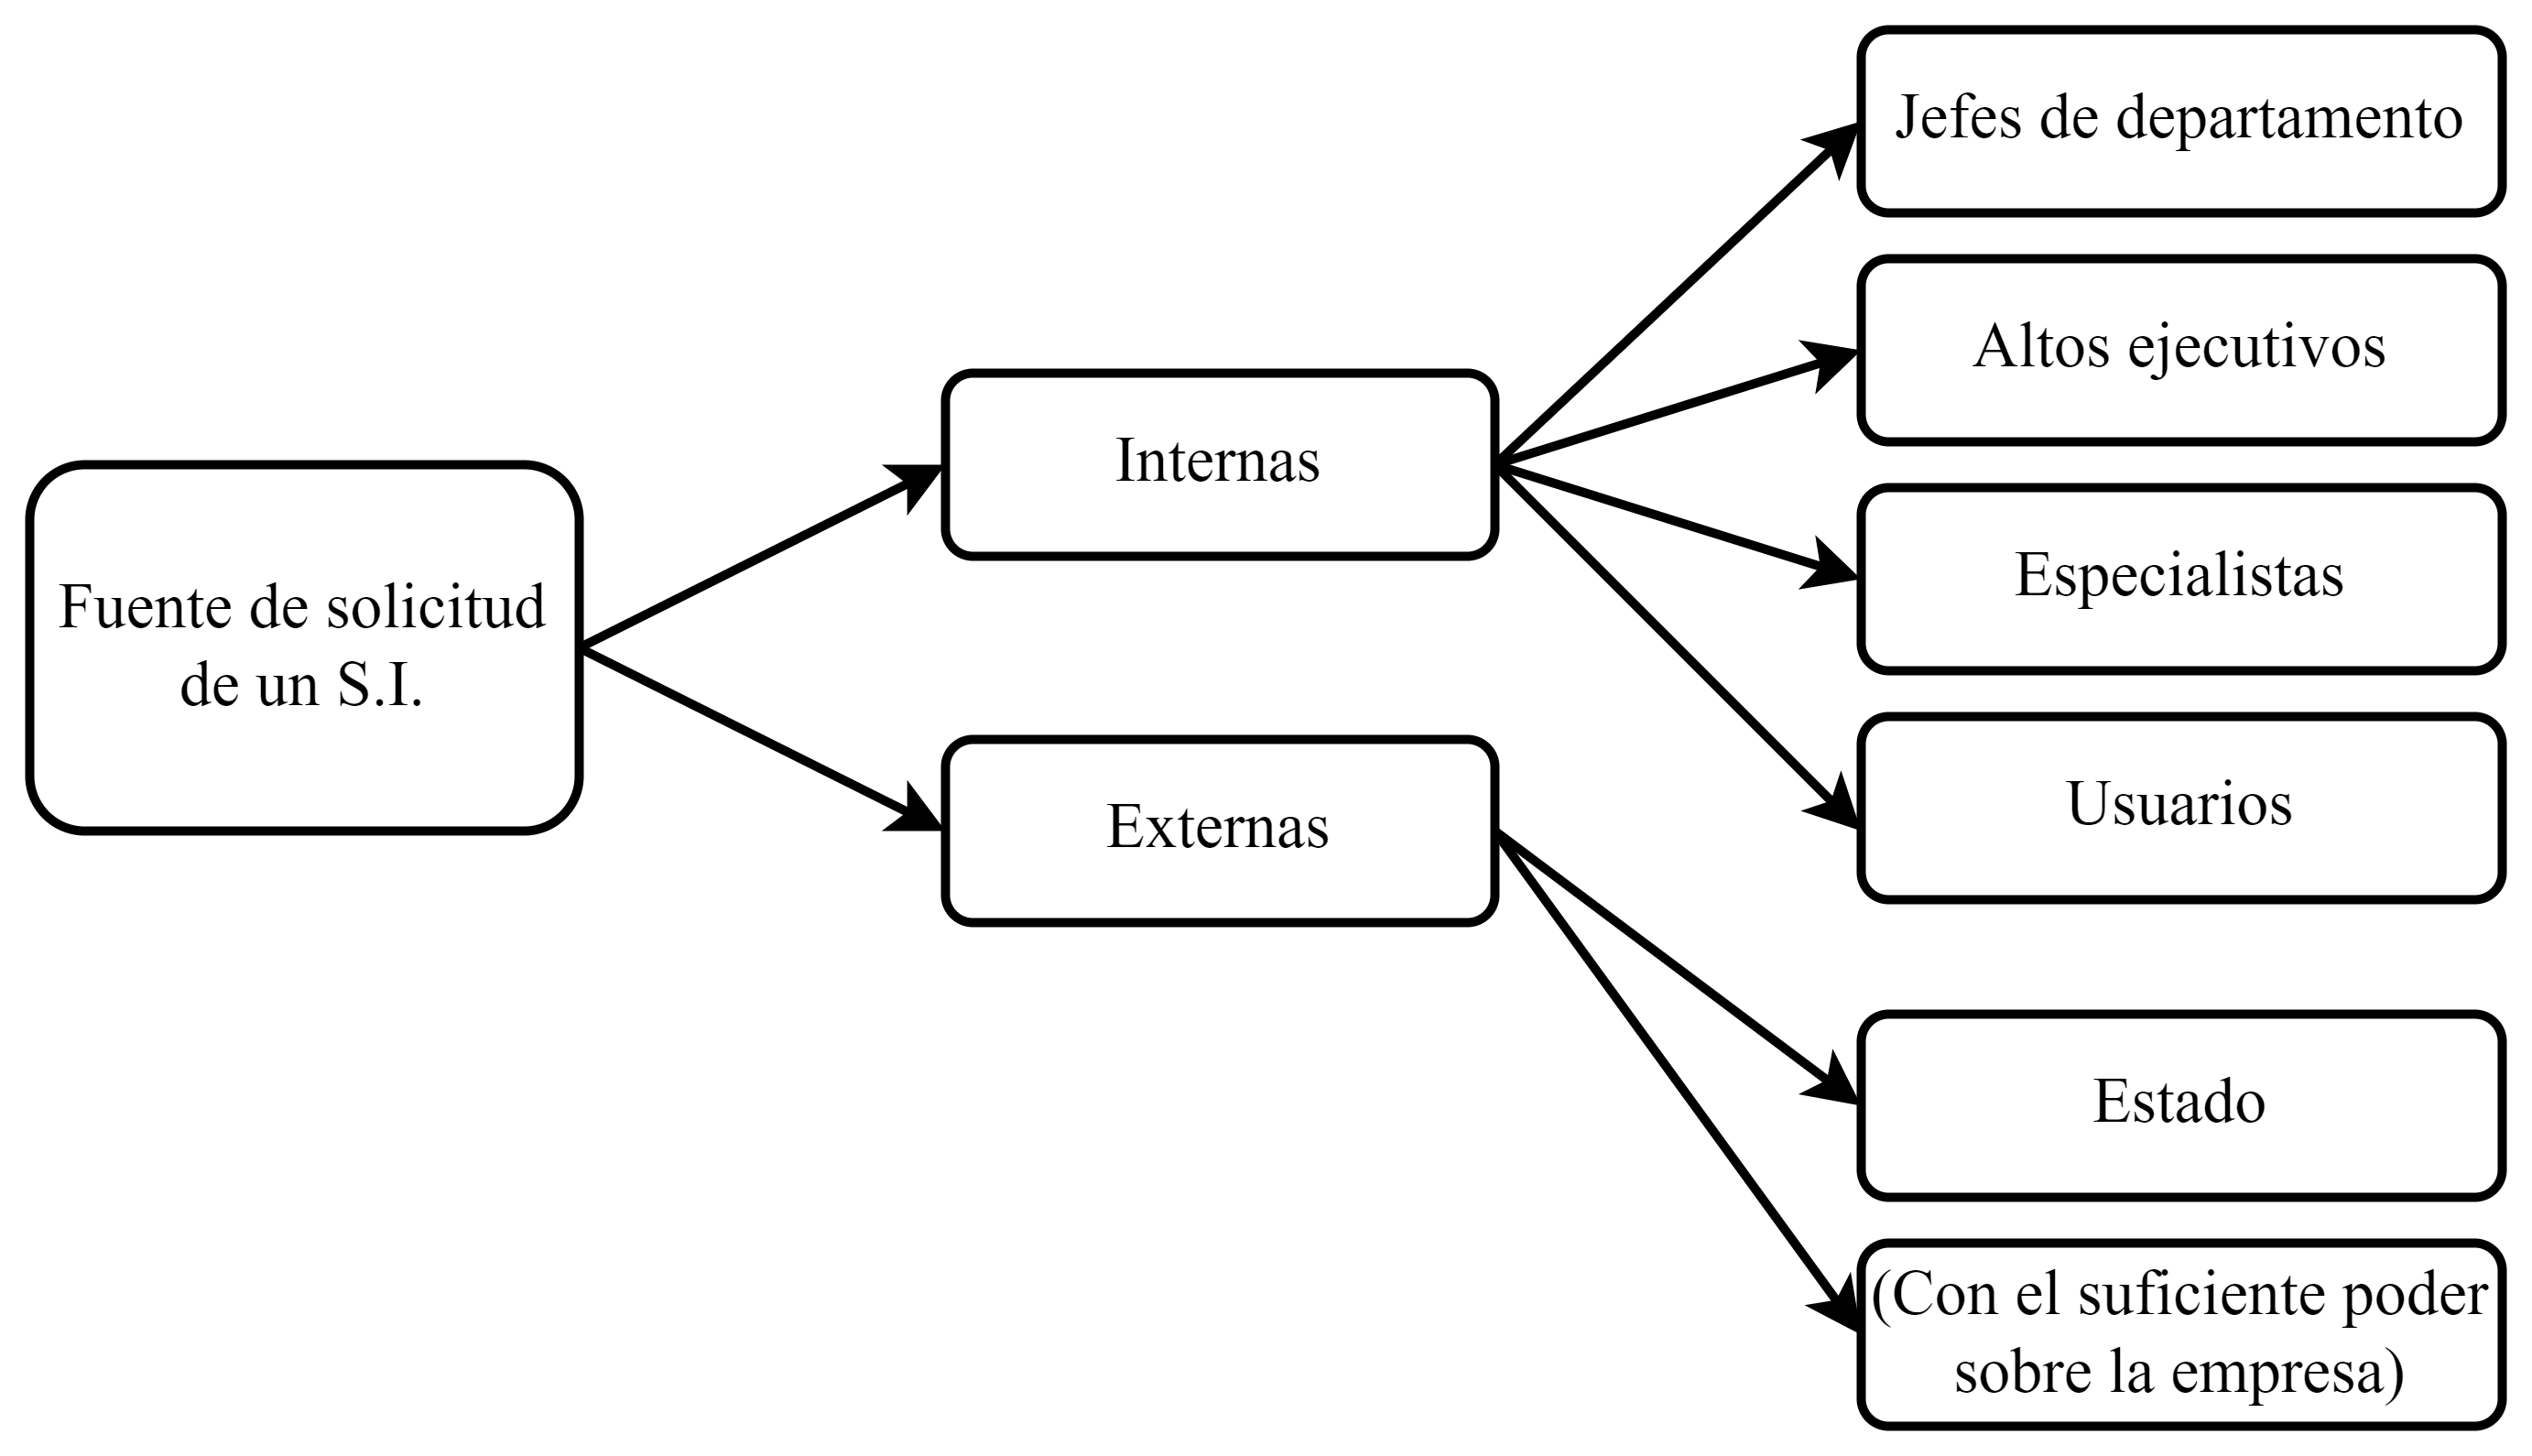 Fuente de solicitud
de un S.I.
Internas
Externas
Jefes de departamento
Altos ejecutivos
Especialistas
Usuarios
Estado
(Con el suficiente poder
sobre la empresa)